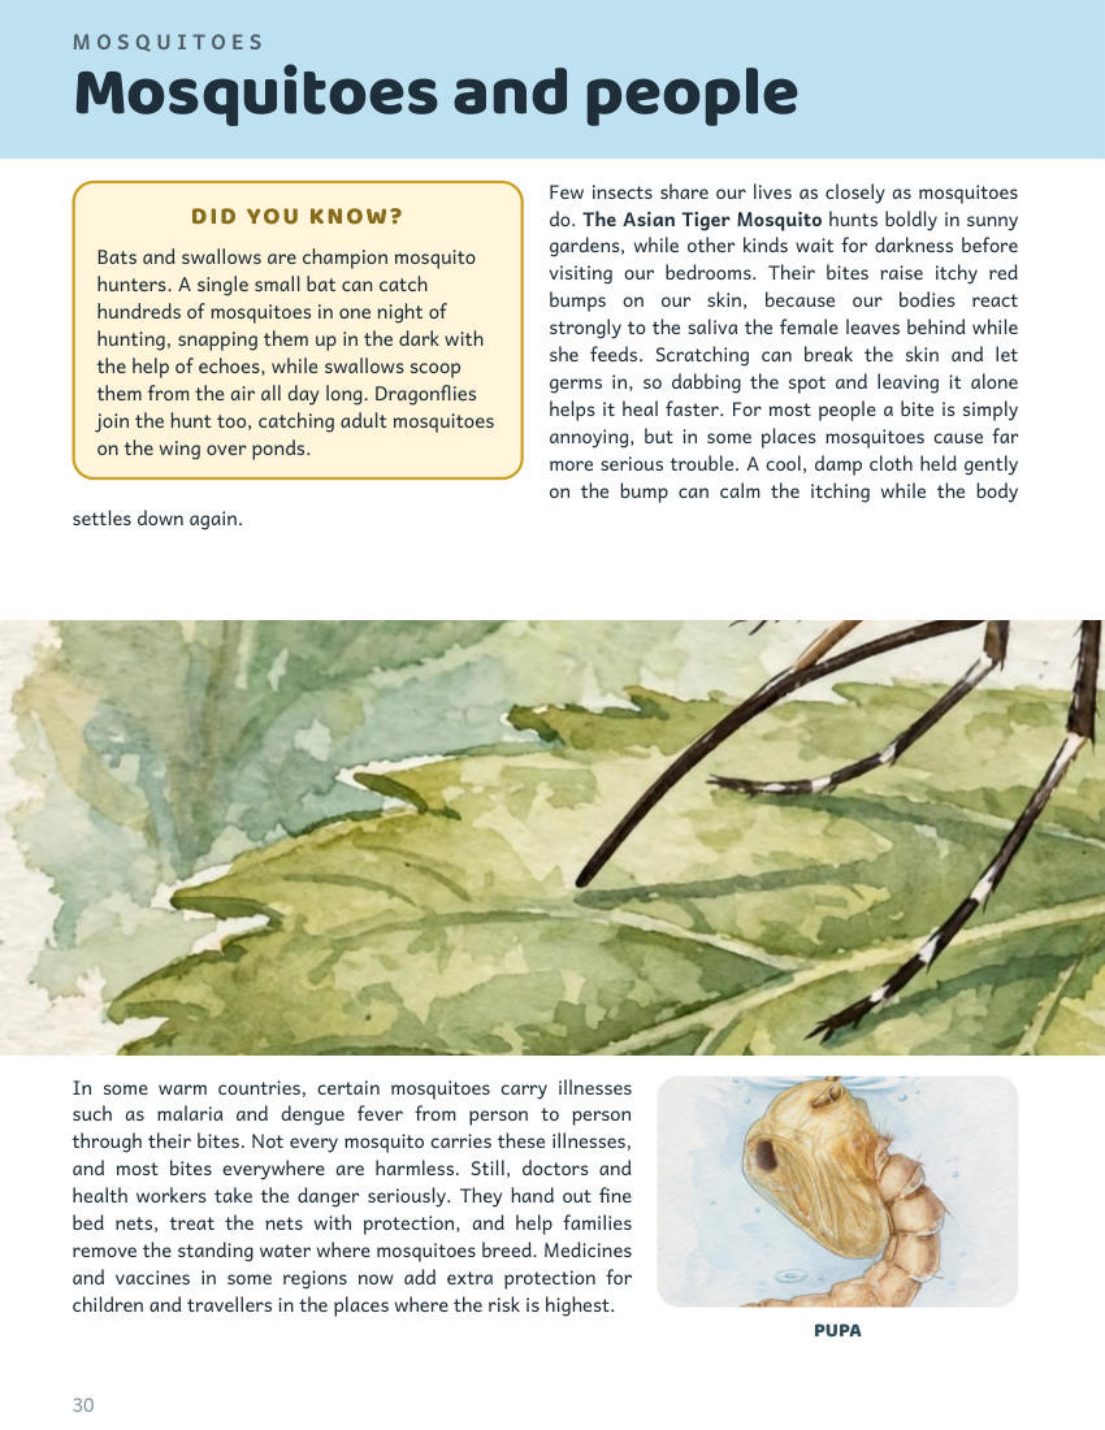 MOSQUITOES
Mosquitoes and people
DID YOU KNOW?
Bats and swallows are champion mosquito
hunters. A single small bat can catch
hundreds of mosquitoes in one night of
hunting, snapping them up in the dark with
the help of echoes, while swallows scoop
them from the air all day long. Dragonflies
join the hunt too, catching adult mosquitoes
on the wing over ponds.
Few insects share our lives as closely as mosquitoes
do. The Asian Tiger Mosquito hunts boldly in sunny
gardens, while other kinds wait for darkness before
visiting our bedrooms. Their bites raise itchy red
bumps on our skin, because our bodies react
strongly to the saliva the female leaves behind while
she feeds. Scratching can break the skin and let
germs in, so dabbing the spot and leaving it alone
helps it heal faster. For most people a bite is simply
annoying, but in some places mosquitoes cause far
more serious trouble. A cool, damp cloth held gently
on the bump can calm the itching while the body
settles down again.
In some warm countries, certain mosquitoes carry illnesses
such as malaria and dengue fever from person to person
through their bites. Not every mosquito carries these illnesses,
and most bites everywhere are harmless. Still, doctors and
health workers take the danger seriously. They hand out fine
bed nets, treat the nets with protection, and help families
remove the standing water where mosquitoes breed. Medicines
and vaccines in some regions now add extra protection for
children and travellers in the places where the risk is highest.
PUPA
30